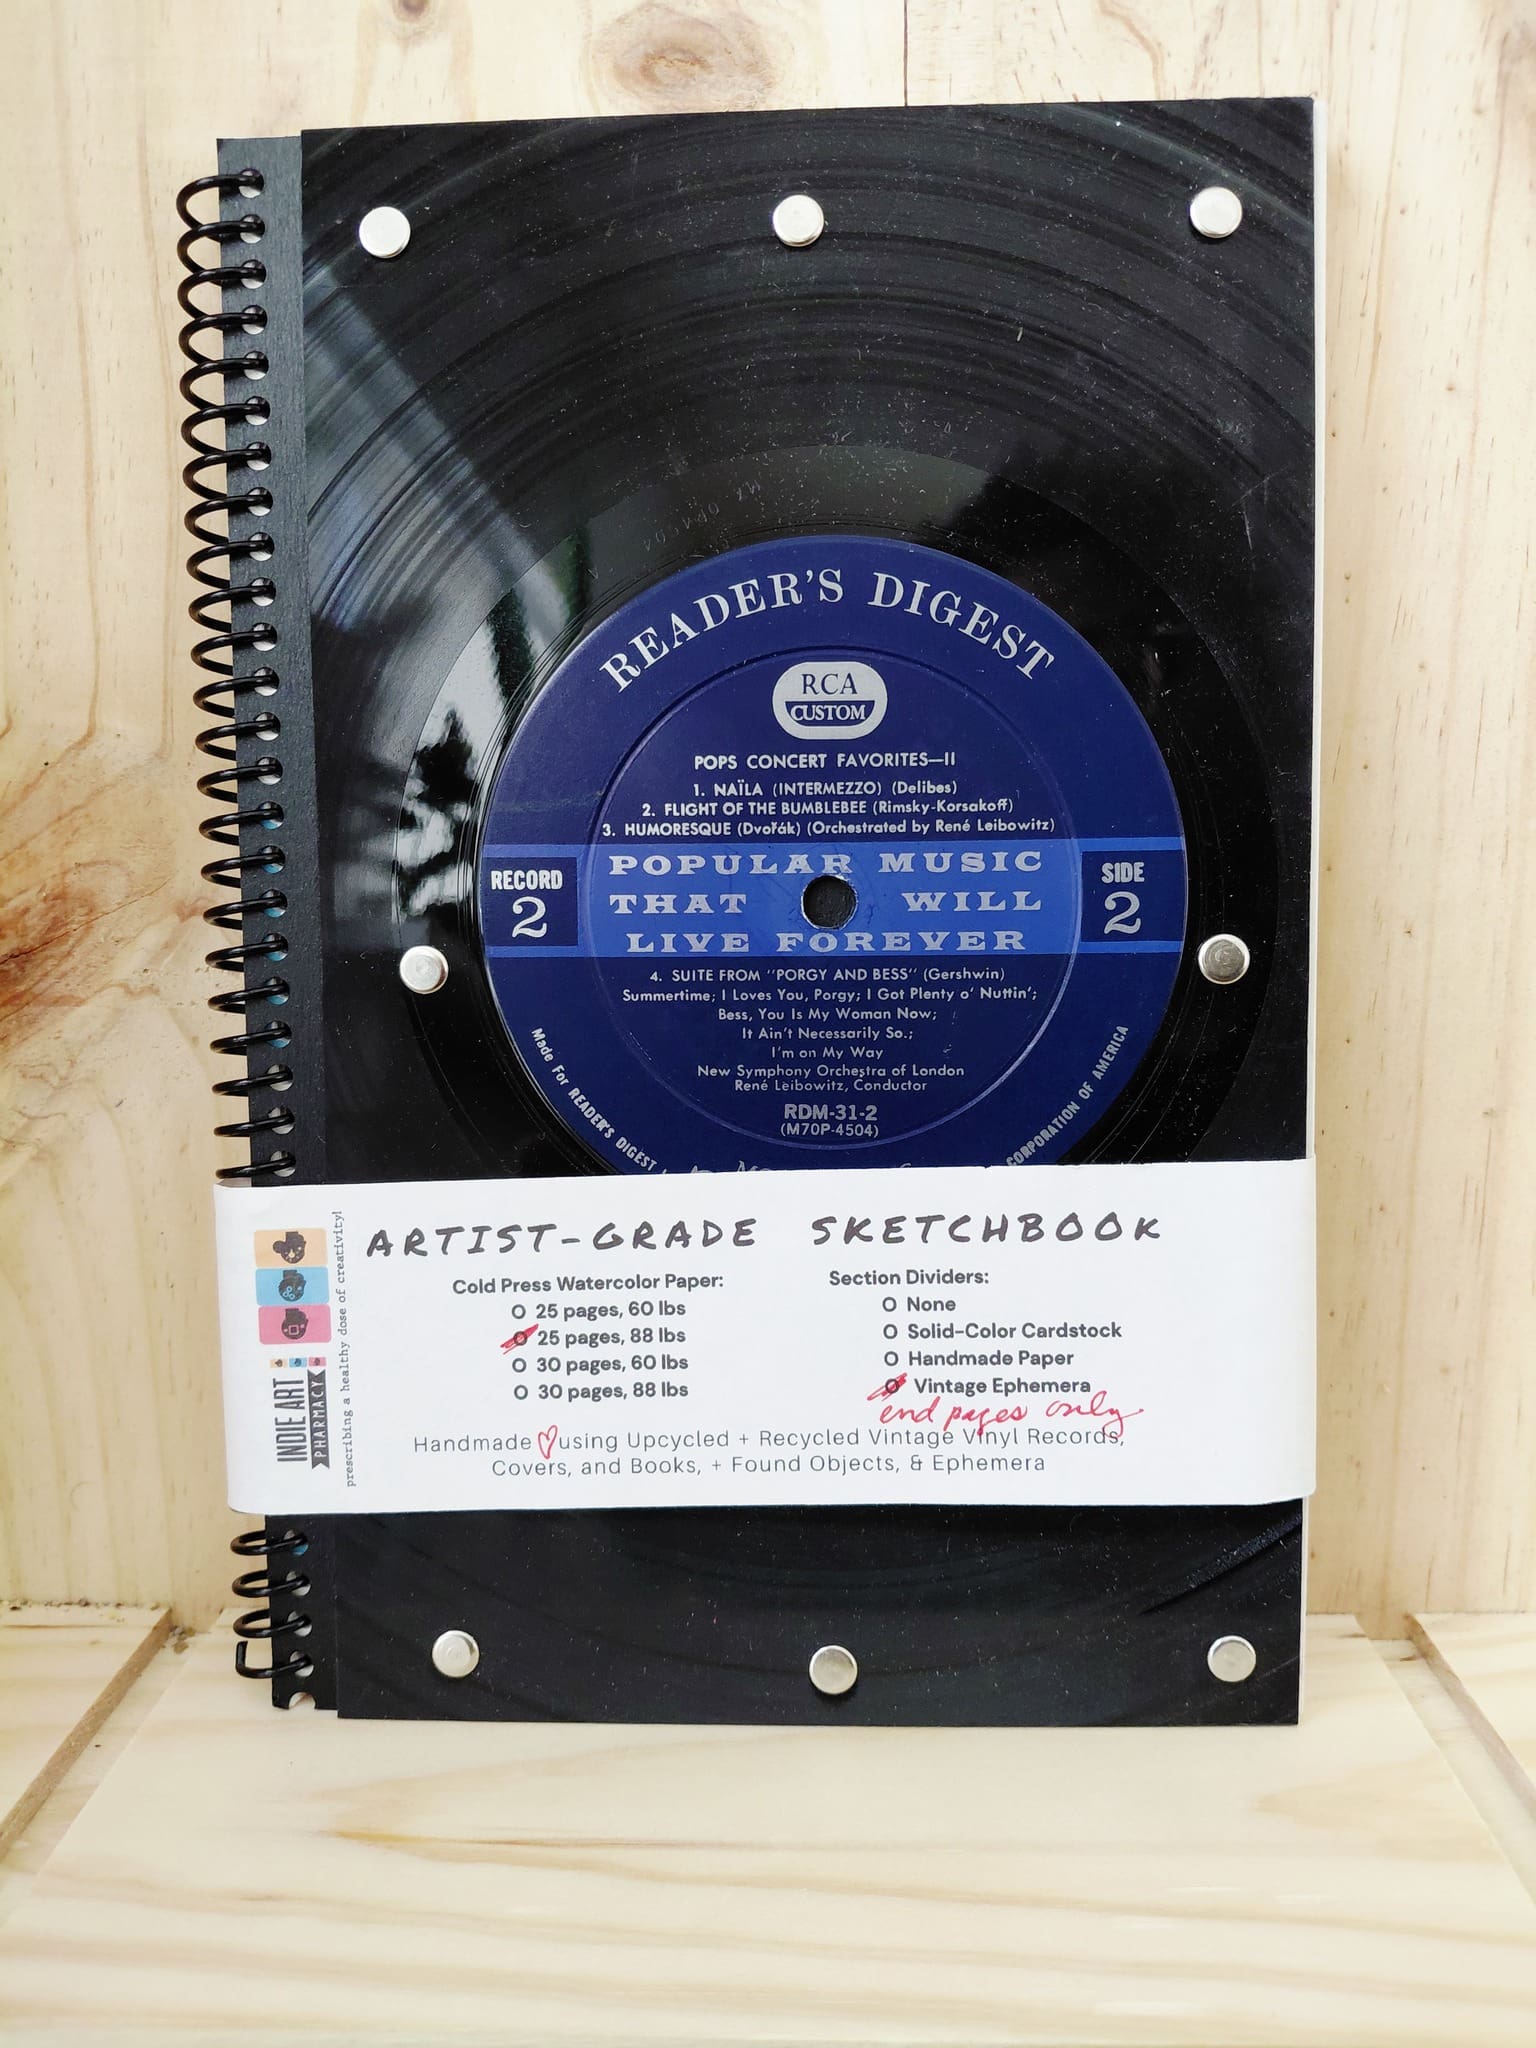 READER'S DIGEST
RCA
CUSTOM
POPS CONCERT FAVORITES—II
1. NAÏLA (INTERMEZZO) (Delibes)
2. FLIGHT OF THE BUMBLEBEE (Rimsky-Korsakoff)
3. HUMORESQUE (Dvořák) (Orchestrated by René Leibowitz)
RECORD
2
POPULAR MUSIC
THAT WILL
LIVE FOREVER
SIDE
2
4. SUITE FROM "PORGY AND BESS" (Gershwin)
Summertime; I Loves You, Porgy; I Got Plenty o' Nuttin';
Bess, You Is My Woman Now;
It Ain't Necessarily So.;
I'm on My Way
New Symphony Orchestra of London
René Leibowitz, Conductor
RDM-31-2
(M70P-4504)
Made For READER'S DIGEST
CORPORATION OF AMERICA
ARTIST-GRADE SKETCHBOOK
Cold Press Watercolor Paper:
O 25 pages, 60 lbs
O 25 pages, 88 lbs
O 30 pages, 60 lbs
O 30 pages, 88 lbs
Section Dividers:
O None
O Solid-Color Cardstock
O Handmade Paper
O Vintage Ephemera
end pages only.
Handmade using Upcycled + Recycled Vintage Vinyl Records,
Covers, and Books, + Found Objects, & Ephemera
INDIE ART
PHARMACY
prescribing a healthy dose of creativity!